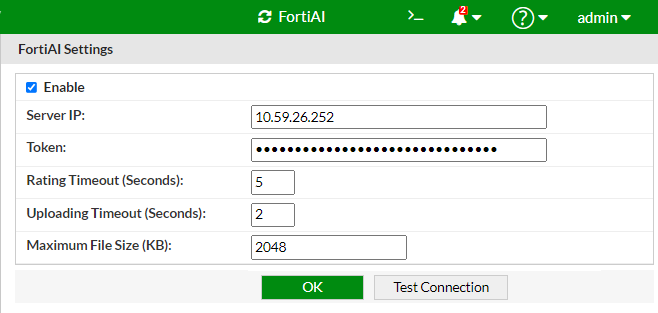 FortiAI >_ 2 ? admin
FortiAI Settings
Enable
Server IP: 10.59.26.252
Token: ••••••••••••••••••••••••••••••••
Rating Timeout (Seconds): 5
Uploading Timeout (Seconds): 2
Maximum File Size (KB): 2048
OK Test Connection